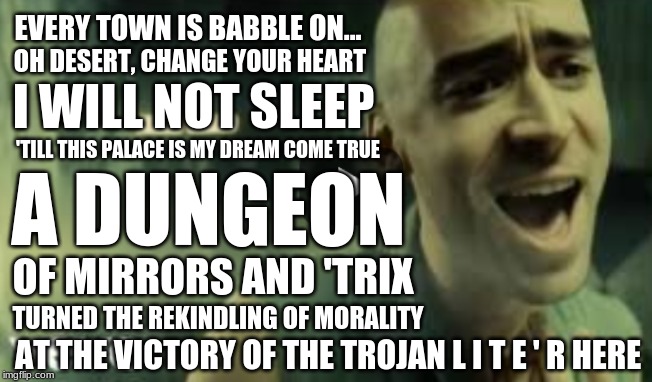 EVERY TOWN IS BABBLE ON...
OH DESERT, CHANGE YOUR HEART
I WILL NOT SLEEP
'TILL THIS PALACE IS MY DREAM COME TRUE
A DUNGEON
OF MIRRORS AND 'TRIX
TURNED THE REKINDLING OF MORALITY
AT THE VICTORY OF THE TROJAN L I T E ' R HERE
imgflip.com